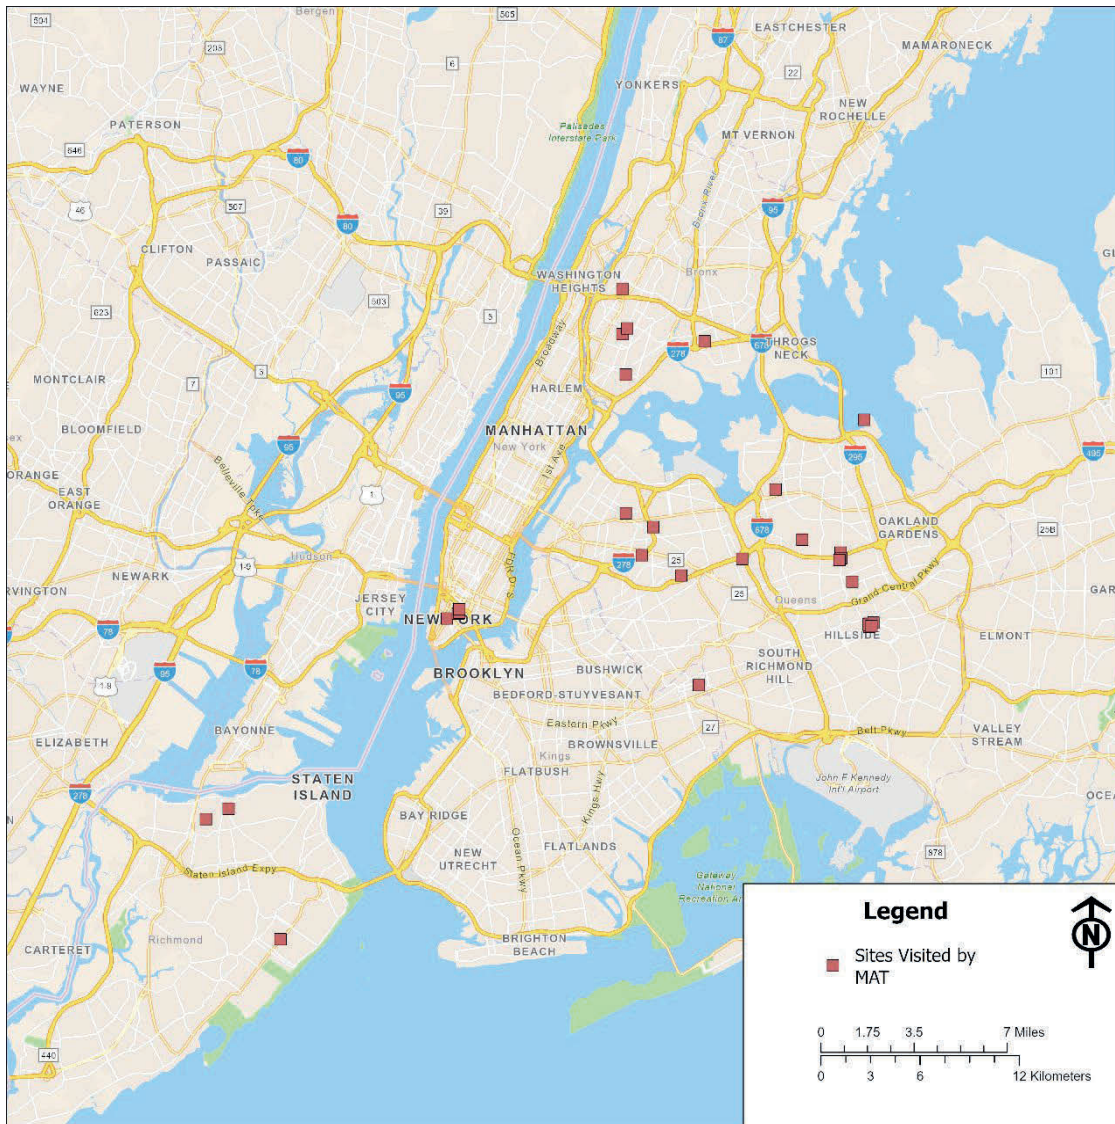 504
Bergen
505
87
EASTCHESTER
MAMARONECK
208
6
22
WAYNE
YONKERS
NEW
ROCHELLE
PATERSON
Palisades
Interstate Park
MT VERNON
646
80
Bronx River
46
507
39
95
80
CLIFTON
PASSAIC
WASHINGTON
HEIGHTS
Bronx
503
623
5
Broadway
278
678
THROGS
NECK
MONTCLAIR
7
3
95
HARLEM
101
BLOOMFIELD
MANHATTAN
New York
95
295
495
ORANGE
EAST
ORANGE
Belleville Tpke
1st Ave
1
678
OAKLAND
GARDENS
25B
Hudson
1-9
FDR Dr S
278
25
NEWARK
Grand Central Pkwy
JERSEY
CITY
25
Queens
NEW YORK
HILLSIDE
ELMONT
78
SOUTH
RICHMOND
HILL
95
78
BROOKLYN
BUSHWICK
1-9
BEDFORD-STUYVESANT
Eastern Pkwy
27
BAYONNE
Belt Pkwy
VALLEY
STREAM
ELIZABETH
BROWNSVILLE
Kings
FLATBUSH
Kings Hwy
John F Kennedy
Int'l Airport
STATEN
ISLAND
278
BAY RIDGE
Ocean Pkwy
FLATLANDS
NEW
UTRECHT
878
Staten Island Expy
Gateway
National
Recreation Ar
CARTERET
Richmond
BRIGHTON
BEACH
440
Legend
N
Sites Visited by
MAT
0 1.75 3.5 7 Miles
0 3 6 12 Kilometers